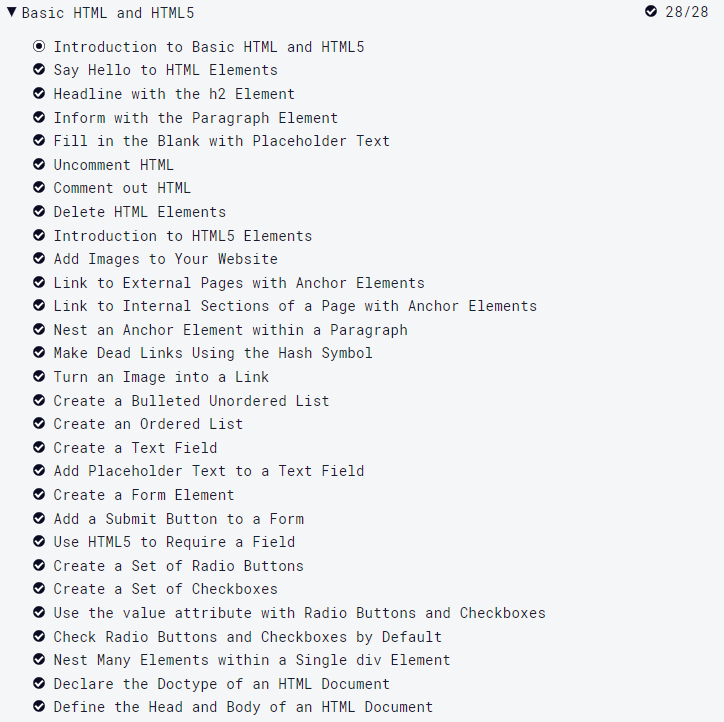 Basic HTML and HTML5
28/28
Introduction to Basic HTML and HTML5
Say Hello to HTML Elements
Headline with the h2 Element
Inform with the Paragraph Element
Fill in the Blank with Placeholder Text
Uncomment HTML
Comment out HTML
Delete HTML Elements
Introduction to HTML5 Elements
Add Images to Your Website
Link to External Pages with Anchor Elements
Link to Internal Sections of a Page with Anchor Elements
Nest an Anchor Element within a Paragraph
Make Dead Links Using the Hash Symbol
Turn an Image into a Link
Create a Bulleted Unordered List
Create an Ordered List
Create a Text Field
Add Placeholder Text to a Text Field
Create a Form Element
Add a Submit Button to a Form
Use HTML5 to Require a Field
Create a Set of Radio Buttons
Create a Set of Checkboxes
Use the value attribute with Radio Buttons and Checkboxes
Check Radio Buttons and Checkboxes by Default
Nest Many Elements within a Single div Element
Declare the Doctype of an HTML Document
Define the Head and Body of an HTML Document